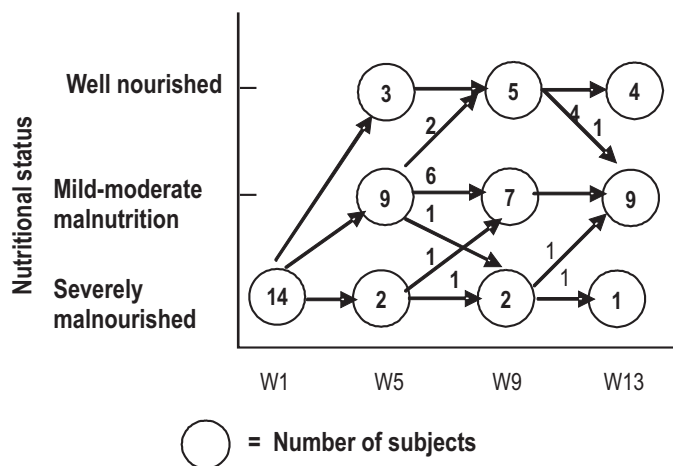 Nutritional status
Well nourished
3
5
4
2
4
1
Mild-moderate
malnutrition
9
6
7
9
1
1
1
1
1
Severely
malnourished
14
2
2
1
W1
W5
W9
W13
= Number of subjects